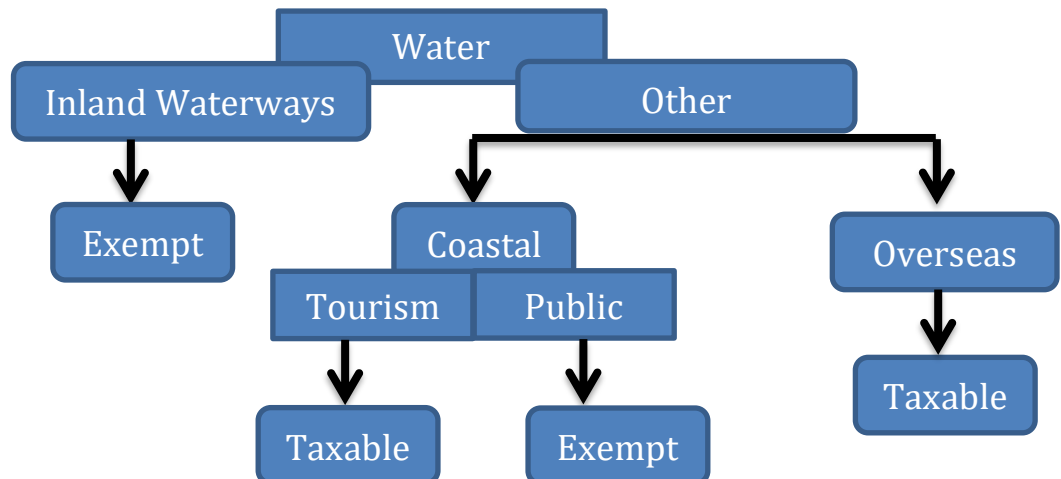 Water
Inland Waterways
Other
Exempt
Coastal
Overseas
Tourism
Public
Taxable
Taxable
Exempt